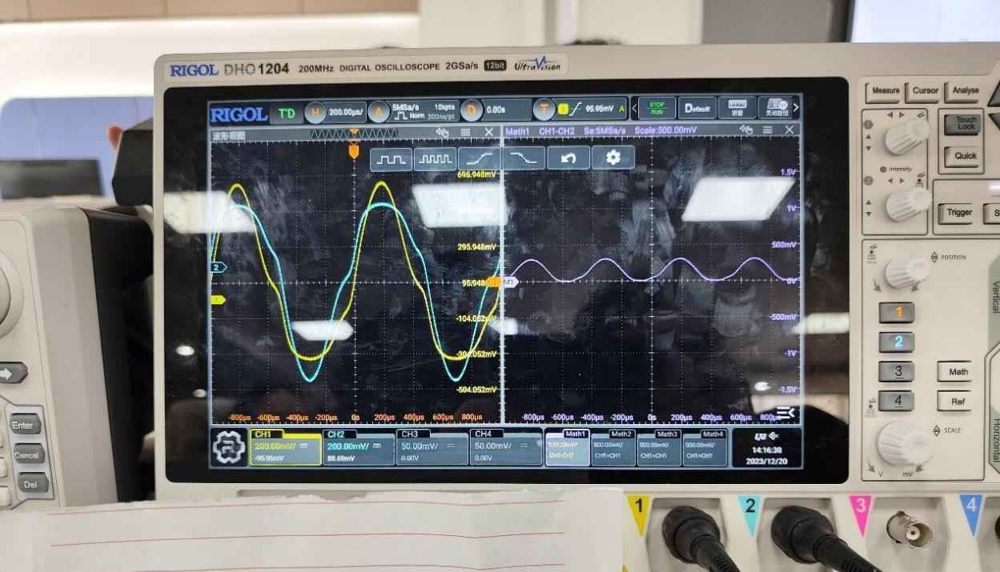 RIGOL DHO1204 200MHz DIGITAL OSCILLOSCOPE 2GSa/s 12bit UltraVision
RIGOL T'D H 200.00μs/ A 5MSa/s 10kpts Norm 200ns/pt D 0.00s T 1 95.95mV A STOP RUN Default 测量 灵动旋钮
波形视图
Math1 CH1-CH2 Sa:5MSa/s Scale:500.00mV
695.948mV
295.948mV
95.948
-104.052mV
-304.052mV
-504.052mV
1.5V
1V
500mV
0V
-500mV
-1V
-1.5V
2
1
M1
-800μs -600μs -400μs -200μs 0s 200μs 400μs 600μs 800μs
-800μs -600μs -400μs -200μs 0s 200μs 400μs 600μs 800μs
CH1 CH2 CH3 CH4 Math1 Math2 Math3 Math4
200.00mV/ 200.00mV/ 50.00mV/ 50.00mV/ 500.00mV/ 500.00mV/ 500.00mV/ 500.00mV/
-95.95mV 88.69mV 0.00V 0.00V CH1-CH2 CH1+CH1 CH1+CH1 CH1+CH1
LXI
14:16:38
2023/12/20
Measure Cursor Analyse
Touch Lock
Quick
Intensity
Trigger S
POSITION
Vertical
1
2
3
Math
4
Ref
SCALE
V mV
Horizontal
Enter
Cancel
Del
1 2 3 4